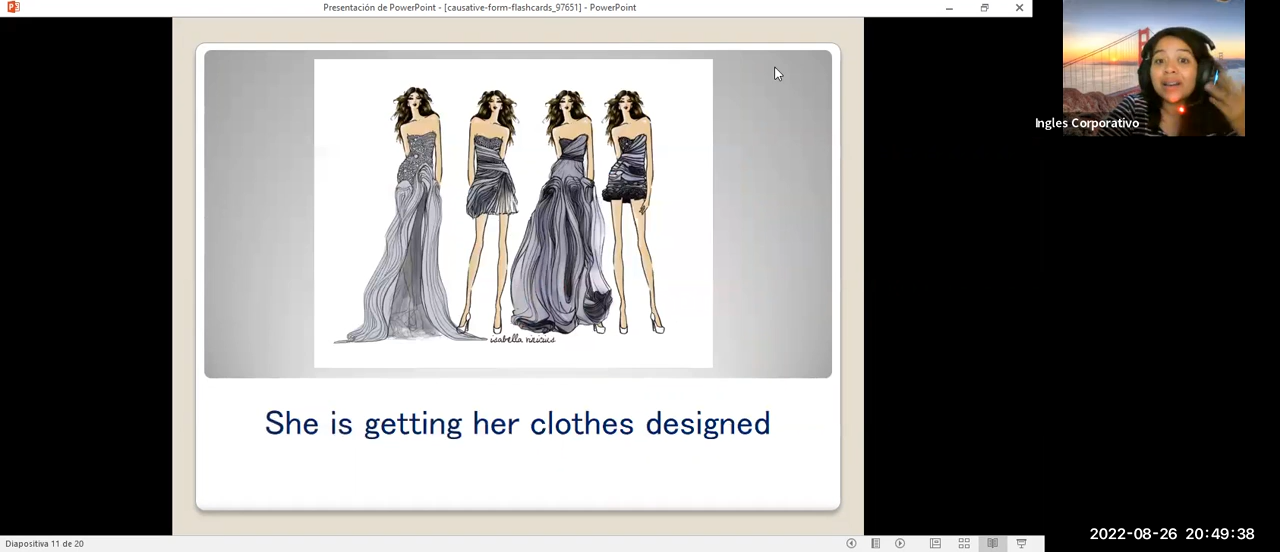 Presentación de PowerPoint - [causative-form-flashcards_97651] - PowerPoint
Ingles Corporativo
isabella
She is getting her clothes designed
Diapositiva 11 de 20
2022-08-26 20:49:38